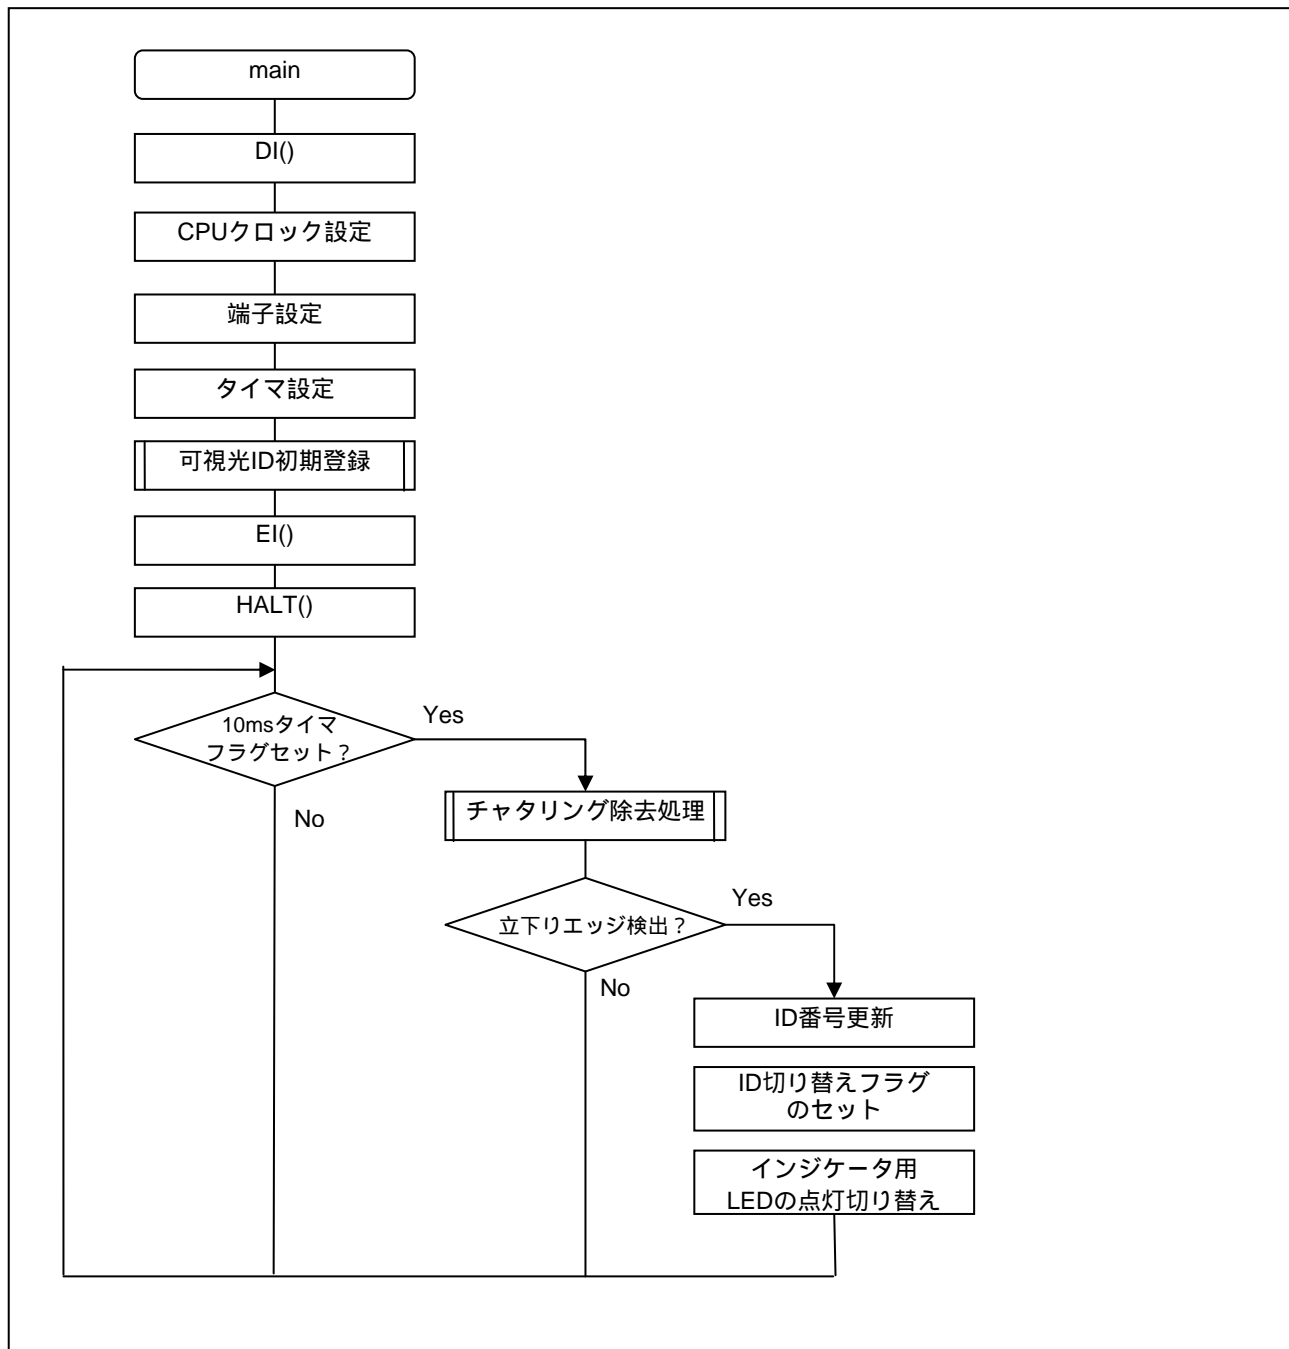 main
DI()
CPUクロック設定
端子設定
タイマ設定
可視光ID初期登録
EI()
HALT()
10msタイマ
フラグセット？
Yes
No
チャタリング除去処理
立下りエッジ検出？
Yes
No
ID番号更新
ID切り替えフラグ
のセット
インジケータ用
LEDの点灯切り替え